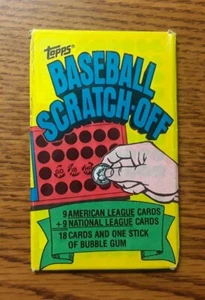 Topps
BASEBALL
SCRATCH-OFF
9 AMERICAN LEAGUE CARDS
+9 NATIONAL LEAGUE CARDS
18 CARDS AND ONE STICK
OF BUBBLE GUM